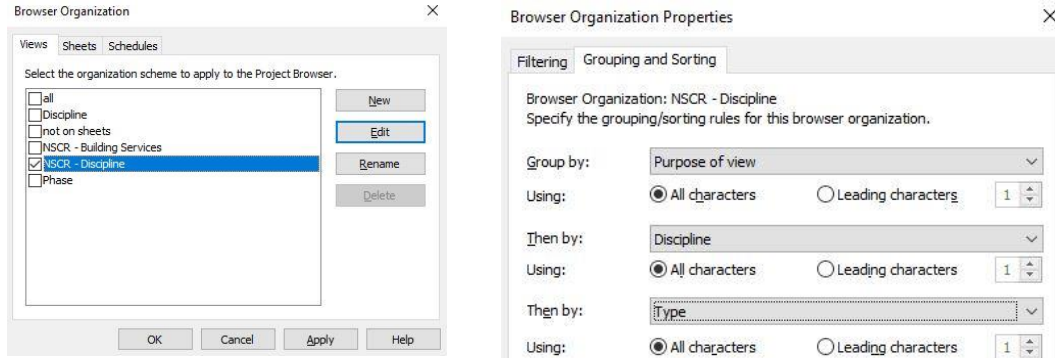 Browser Organization
Views Sheets Schedules
Select the organization scheme to apply to the Project Browser.
all
Discipline
not on sheets
NSCR - Building Services
NSCR - Discipline
Phase
New
Edit
Rename
Delete
OK Cancel Apply Help
Browser Organization Properties
Filtering Grouping and Sorting
Browser Organization: NSCR - Discipline
Specify the grouping/sorting rules for this browser organization.
Group by: Purpose of view
Using: All characters Leading characters 1
Then by: Discipline
Using: All characters Leading characters 1
Then by: Type
Using: All characters Leading characters 1